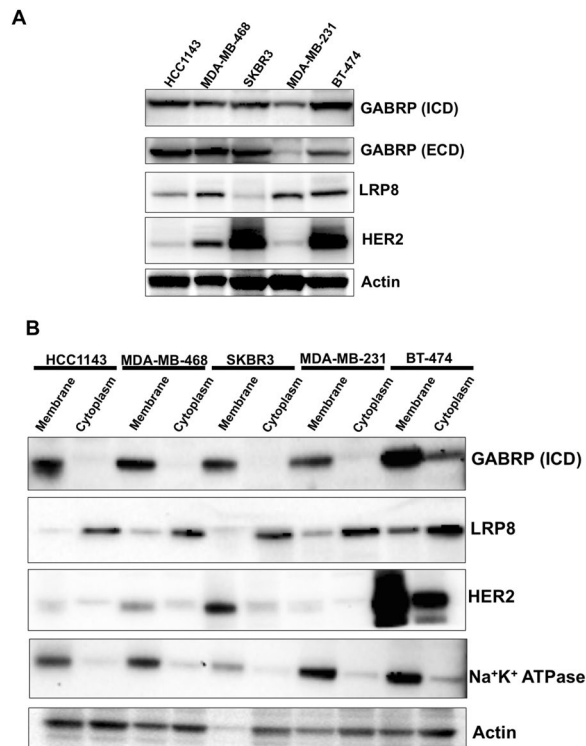 A
HCC1143
MDA-MB-468
SKBR3
MDA-MB-231
BT-474
GABRP (ICD)
GABRP (ECD)
LRP8
HER2
Actin
B
HCC1143 MDA-MB-468 SKBR3 MDA-MB-231 BT-474
Membrane Cytoplasm Membrane Cytoplasm Membrane Cytoplasm Membrane Cytoplasm Membrane Cytoplasm
GABRP (ICD)
LRP8
HER2
Na⁺K⁺ ATPase
Actin